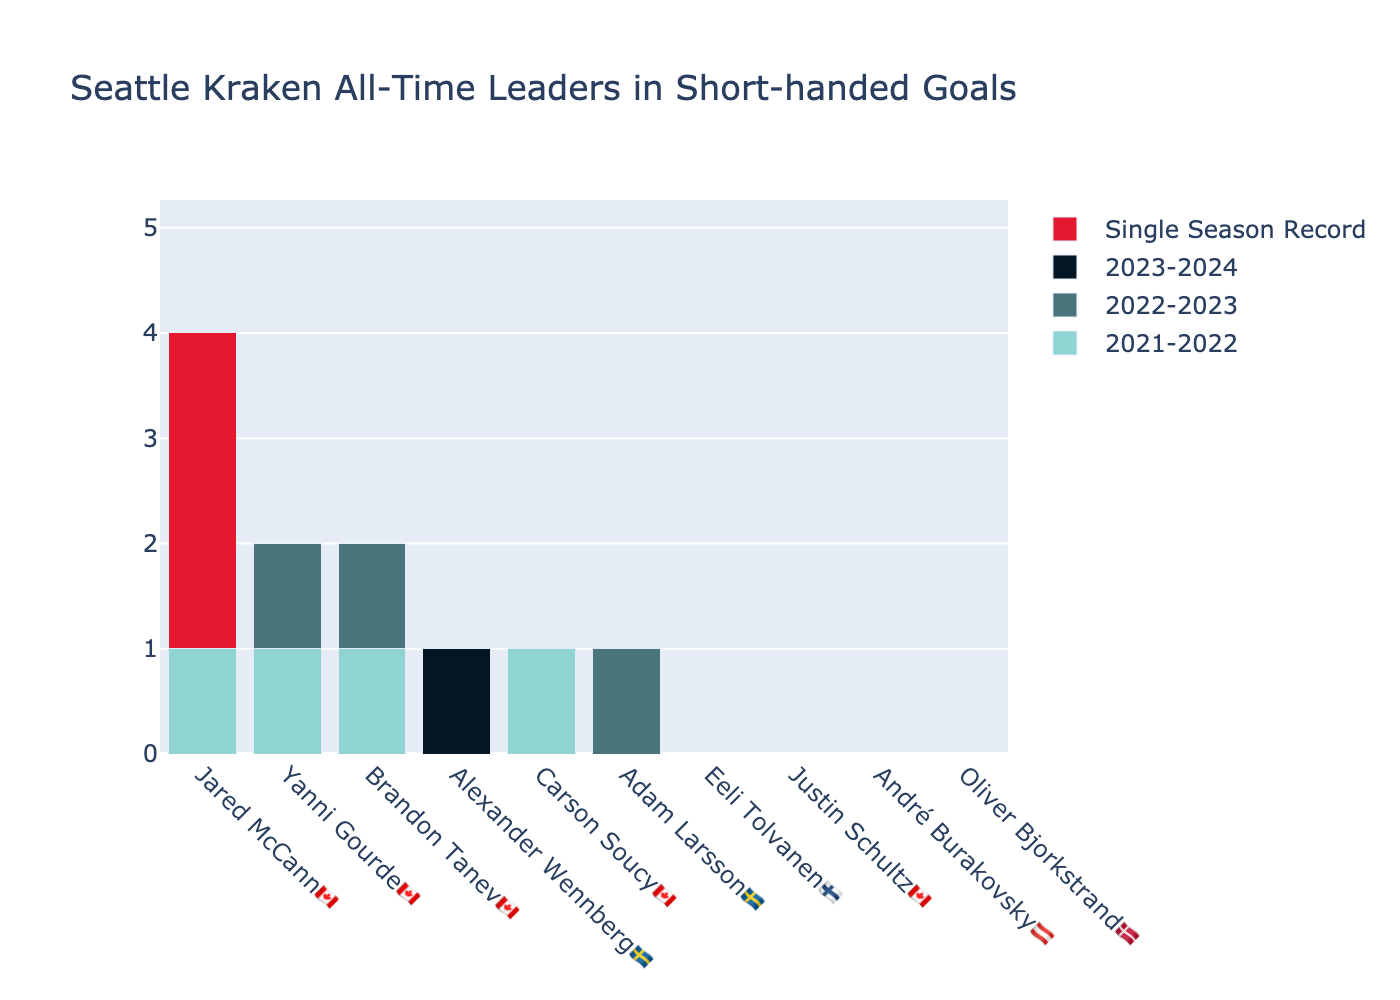 Seattle Kraken All-Time Leaders in Short-handed Goals
5
4
3
2
1
0
Single Season Record
2023-2024
2022-2023
2021-2022
Jared McCann🇨🇦
Yanni Gourde🇨🇦
Brandon Tanev🇨🇦
Alexander Wennberg🇸🇪
Carson Soucy🇨🇦
Adam Larsson🇸🇪
Eeli Tolvanen🇫🇮
Justin Schultz🇨🇦
André Burakovsky🇦🇹
Oliver Bjorkstrand🇩🇰